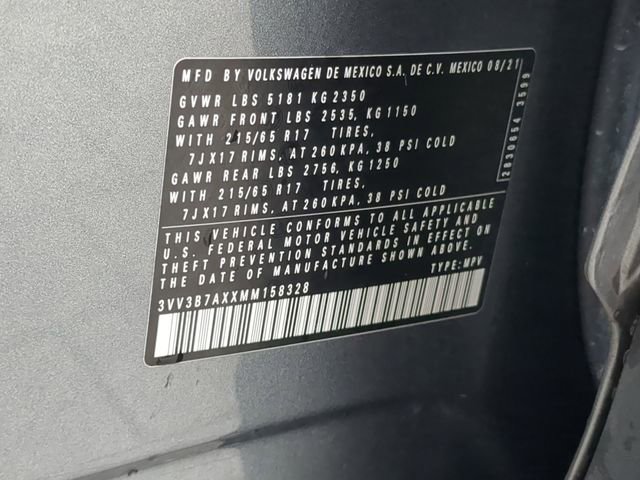 MFD BY VOLKSWAGEN DE MEXICO S.A. DE C.V. MEXICO 08/21
GVWR LBS 5181 KG 2350
GAWR FRONT LBS 2535, KG 1150
WITH 215/65 R17 TIRES,
7JX17 RIMS, AT 260 KPA, 38 PSI COLD
GAWR REAR LBS 2756, KG 1250
WITH 215/65 R17 TIRES,
7JX17 RIMS, AT 260 KPA, 38 PSI COLD
THIS VEHICLE CONFORMS TO ALL APPLICABLE
U.S. FEDERAL MOTOR VEHICLE SAFETY AND
THEFT PREVENTION STANDARDS IN EFFECT ON
THE DATE OF MANUFACTURE SHOWN ABOVE.
TYPE: MPV
3VV3B7AXXMM158328
2B30654 3599